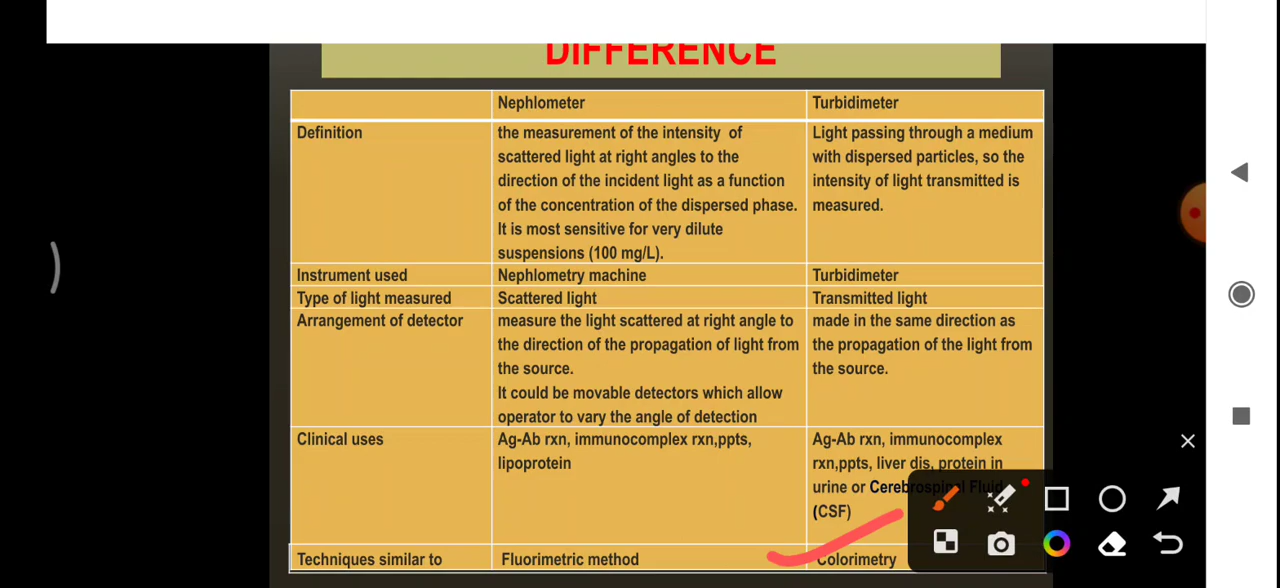 DIFFERENCE
Nephlometer
Turbidimeter
Definition
the measurement of the intensity of
scattered light at right angles to the
direction of the incident light as a function
of the concentration of the dispersed phase.
It is most sensitive for very dilute
suspensions (100 mg/L).
Light passing through a medium
with dispersed particles, so the
intensity of light transmitted is
measured.
Instrument used
Nephlometry machine
Turbidimeter
Type of light measured
Scattered light
Transmitted light
Arrangement of detector
measure the light scattered at right angle to
the direction of the propagation of light from
the source.
It could be movable detectors which allow
operator to vary the angle of detection
made in the same direction as
the propagation of the light from
the source.
Clinical uses
Ag-Ab rxn, immunocomplex rxn,ppts,
lipoprotein
Ag-Ab rxn, immunocomplex
rxn,ppts, liver dis, protein in
urine or Cerebrospinal Fluid
(CSF)
Techniques similar to
Fluorimetric method
Colorimetry